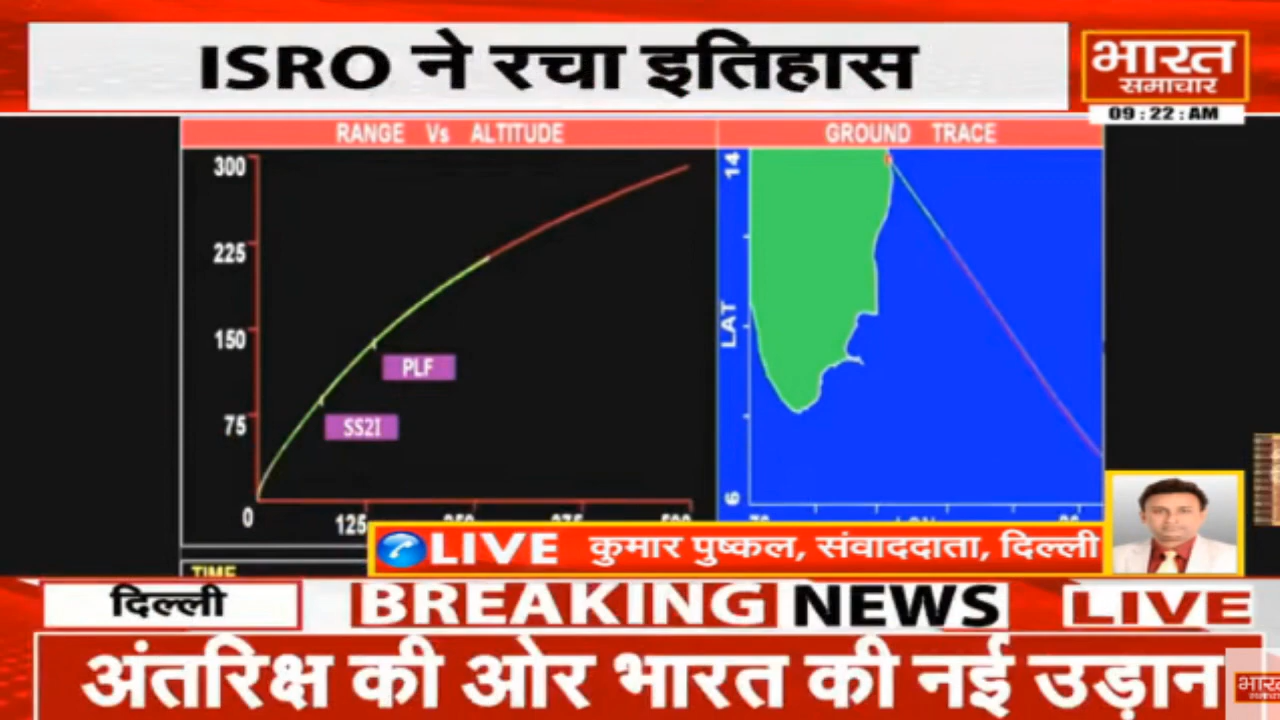 ISRO ने रचा इतिहास
भारत
समाचार
09:22:AM
RANGE Vs ALTITUDE
GROUND TRACE
300
225
150
75
0
125
PLF
SS2I
14
LAT
6
LIVE कुमार पुष्कल, संवाददाता, दिल्ली
TIME
दिल्ली
BREAKING NEWS
LIVE
अंतरिक्ष की ओर भारत की नई उड़ान